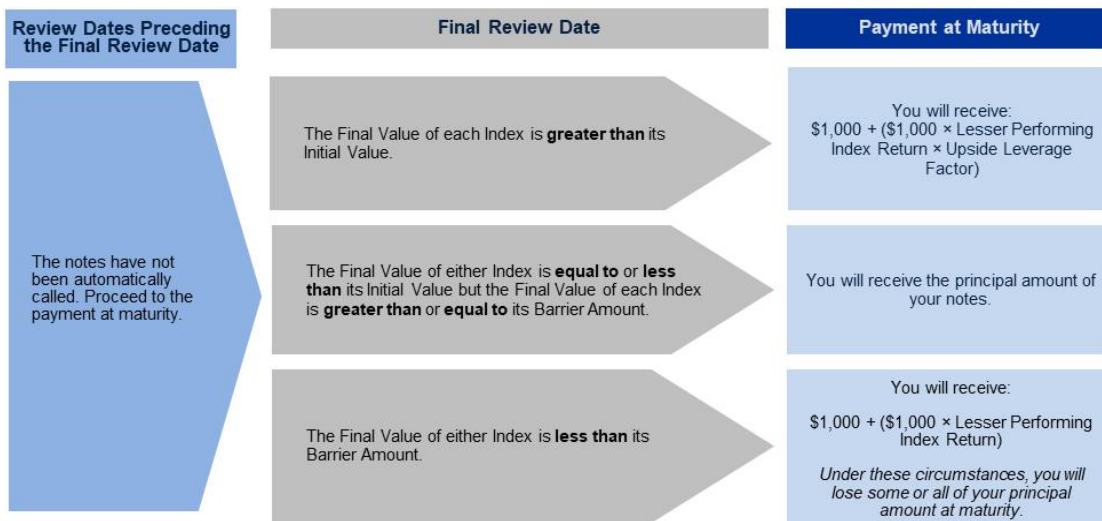 Review Dates Preceding
the Final Review Date
Final Review Date
Payment at Maturity
The notes have not
been automatically
called. Proceed to the
payment at maturity.
The Final Value of each Index is greater than its
Initial Value.
You will receive:
$1,000 + ($1,000 × Lesser Performing
Index Return × Upside Leverage
Factor)
The Final Value of either Index is equal to or less
than its Initial Value but the Final Value of each Index
is greater than or equal to its Barrier Amount.
You will receive the principal amount of
your notes.
The Final Value of either Index is less than its
Barrier Amount.
You will receive:
$1,000 + ($1,000 × Lesser Performing
Index Return)
Under these circumstances, you will
lose some or all of your principal
amount at maturity.